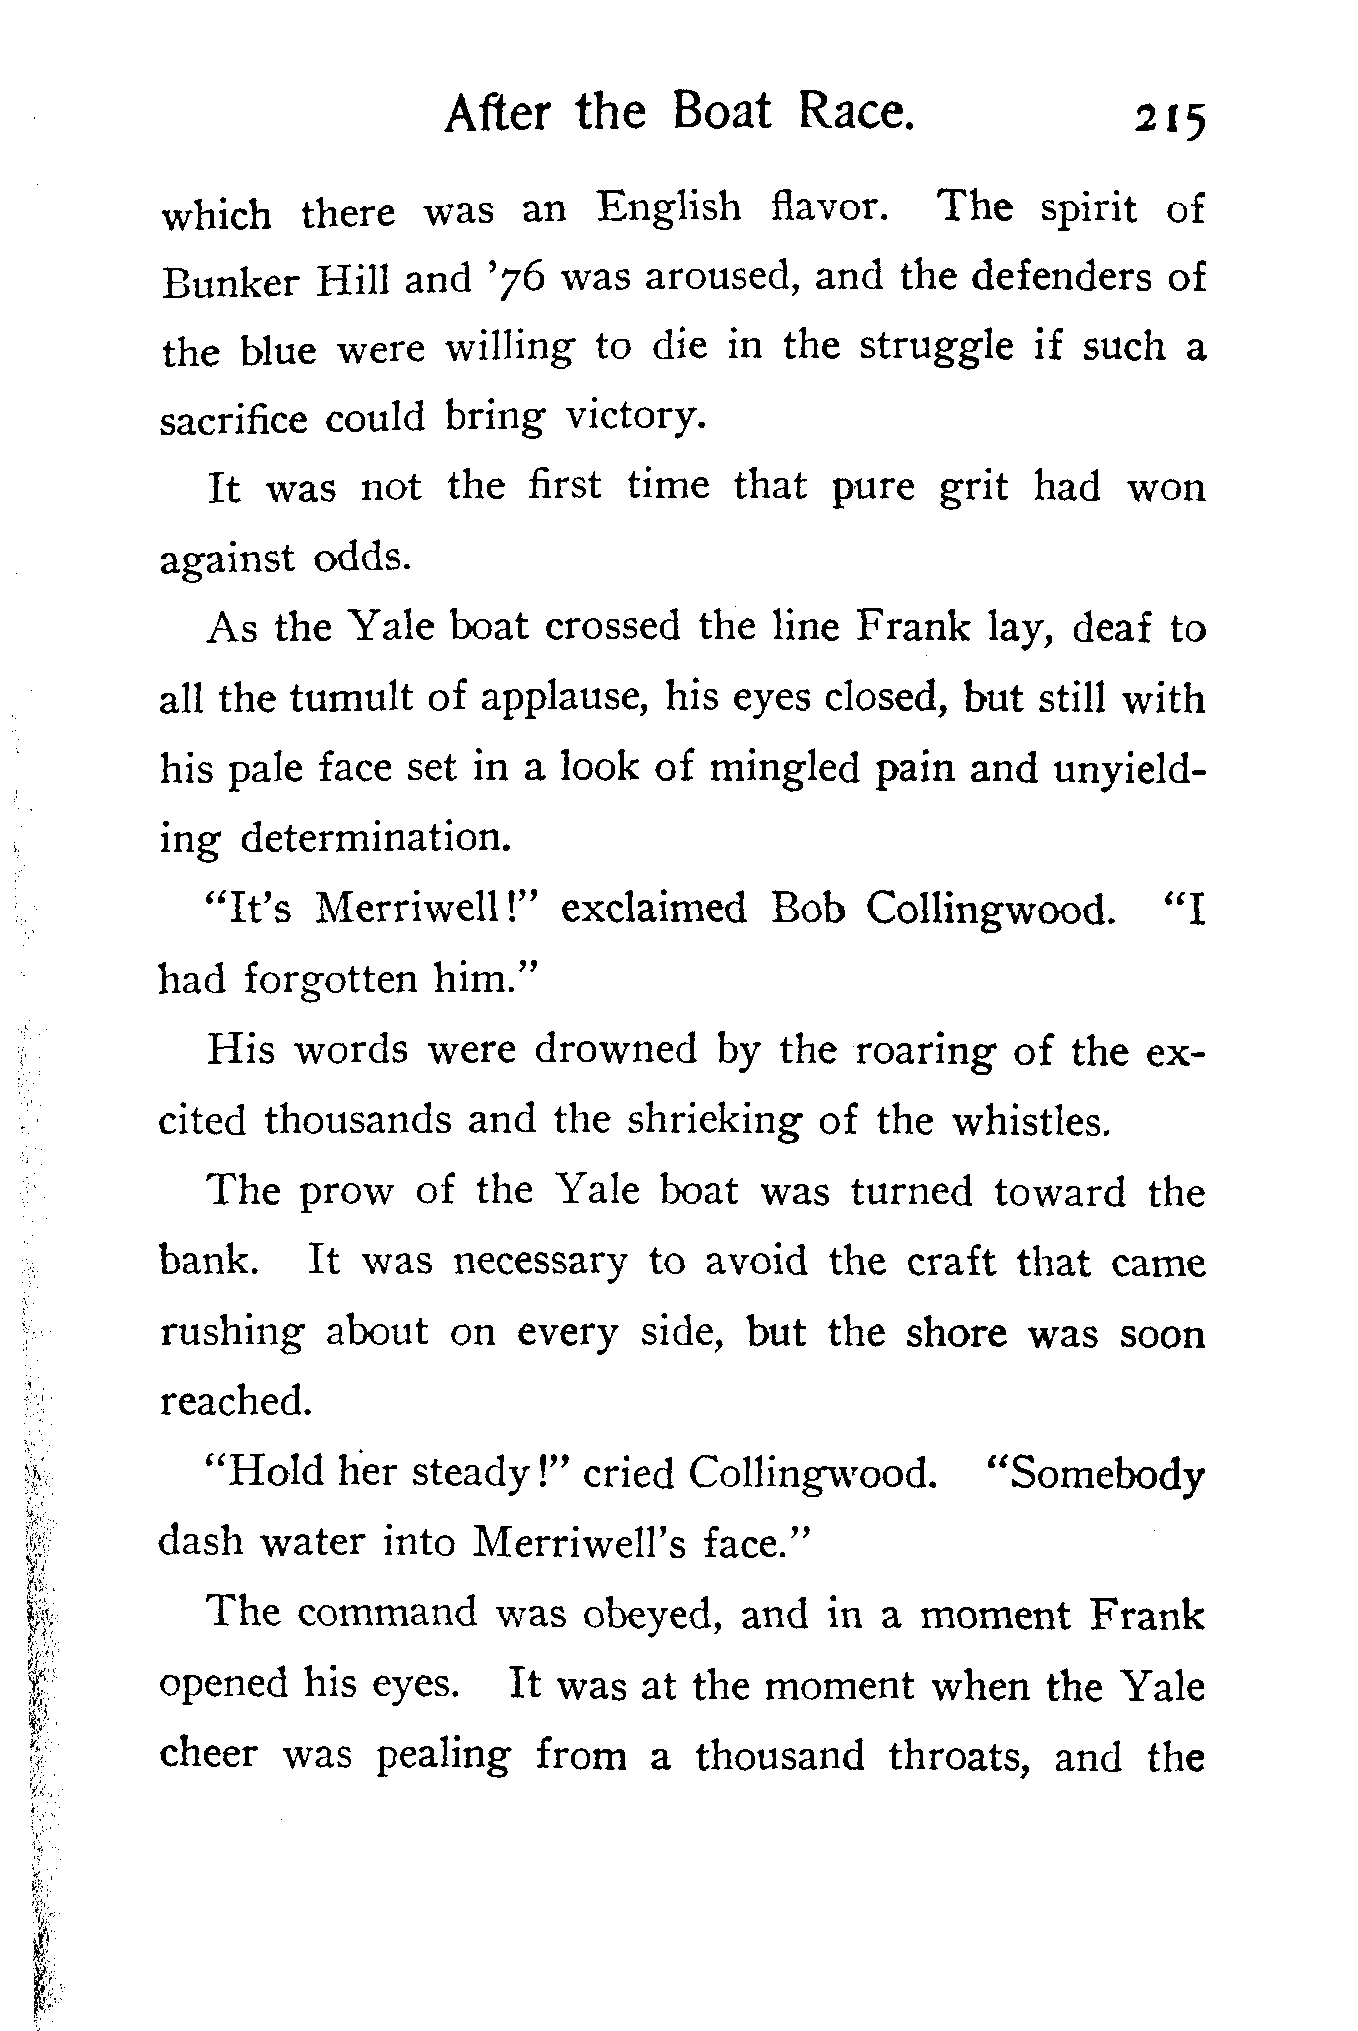 After the Boat Race. 215
which there was an English flavor. The spirit of
Bunker Hill and ’76 was aroused, and the defenders of
the blue were willing to die in the struggle if such a
sacrifice could bring victory.
It was not the first time that pure grit had won
against odds.
As the Yale boat crossed the line Frank lay, deaf to
all the tumult of applause, his eyes closed, but still with
his pale face set in a look of mingled pain and unyield-
ing determination.
“It’s Merriwell!” exclaimed Bob Collingwood. “I
had forgotten him.”
His words were drowned by the roaring of the ex-
cited thousands and the shrieking of the whistles.
The prow of the Yale boat was turned toward the
bank. It was necessary to avoid the craft that came
rushing about on every side, but the shore was soon
reached.
“Hold her steady!” cried Collingwood. “Somebody
dash water into Merriwell’s face.”
The command was obeyed, and in a moment Frank
opened his eyes. It was at the moment when the Yale
cheer was pealing from a thousand throats, and the